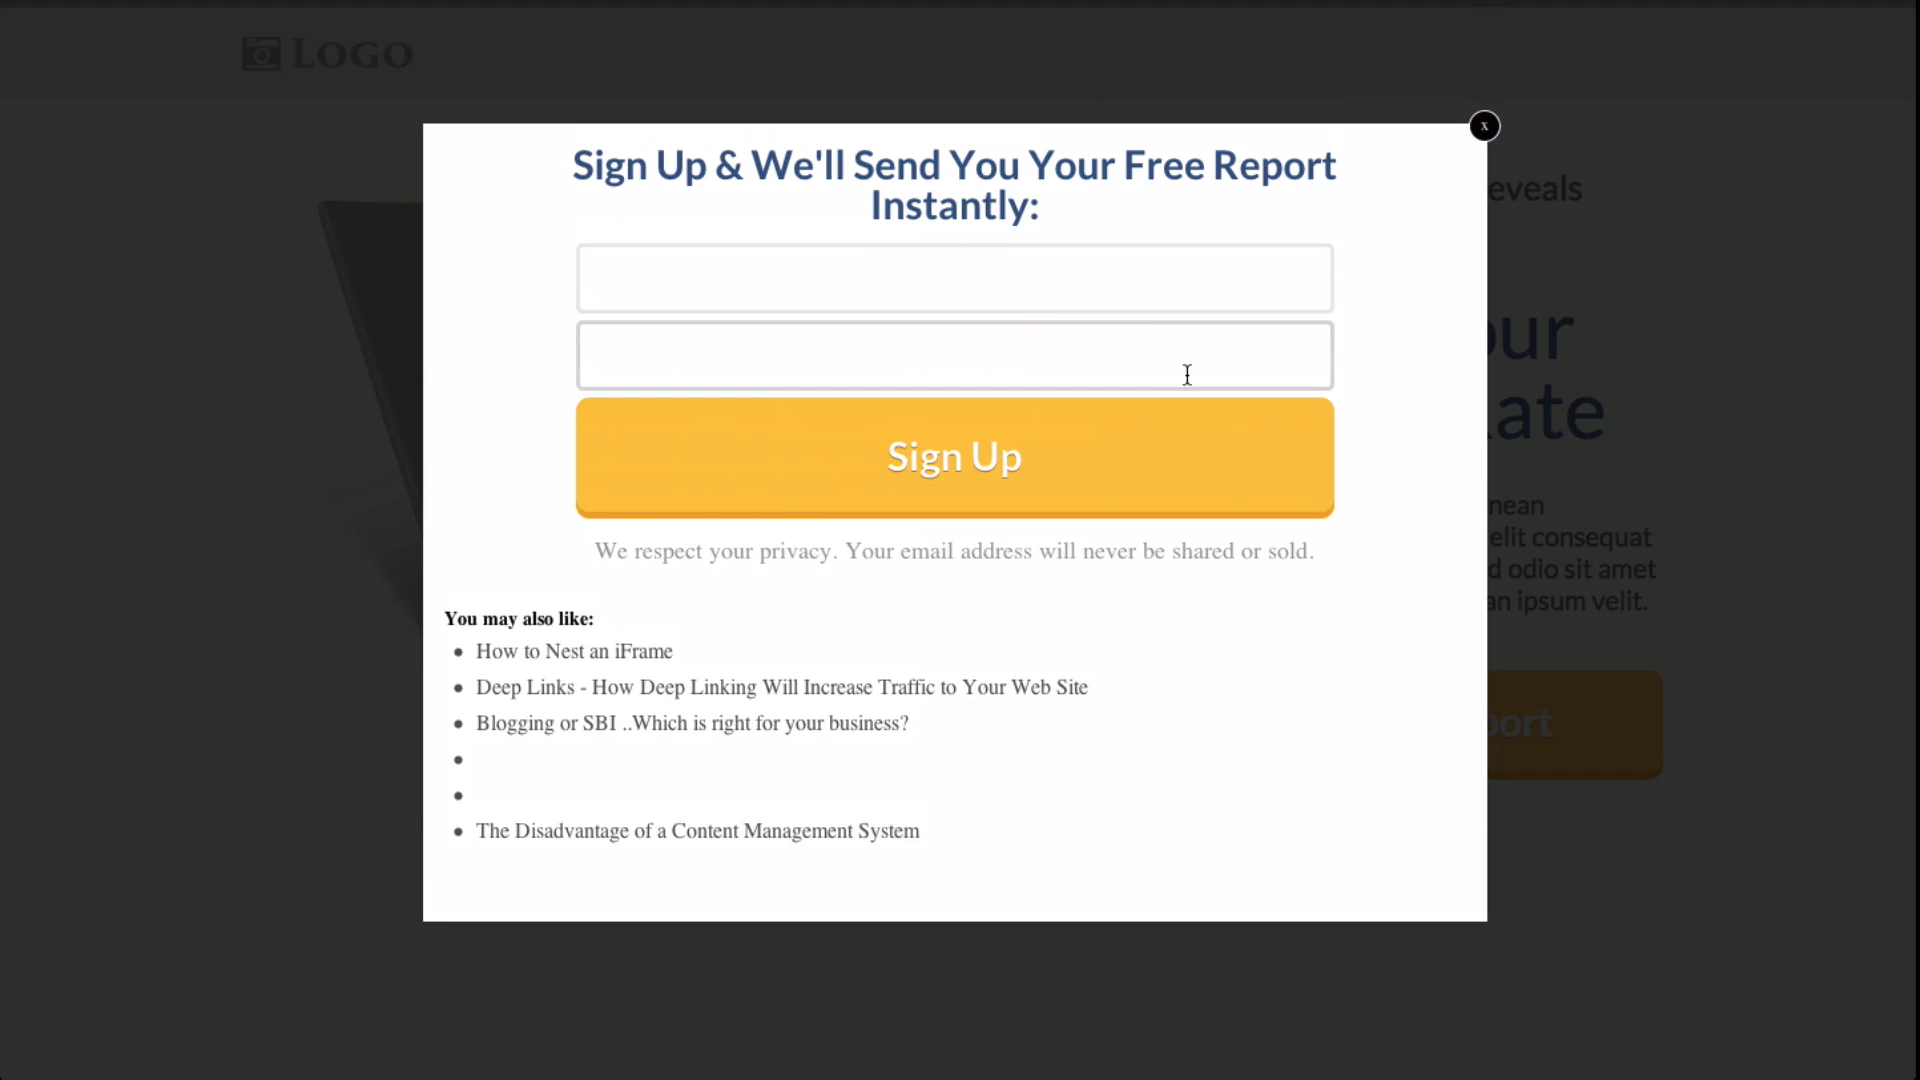 LOGO
x
Sign Up & We'll Send You Your Free Report
Instantly:
eveals
our
ate
Sign Up
nean
We respect your privacy. Your email address will never be shared or sold.
elit consequat
d odio sit amet
an ipsum velit.
You may also like:
How to Nest an iFrame
Deep Links - How Deep Linking Will Increase Traffic to Your Web Site
Blogging or SBI ..Which is right for your business?
port
The Disadvantage of a Content Management System